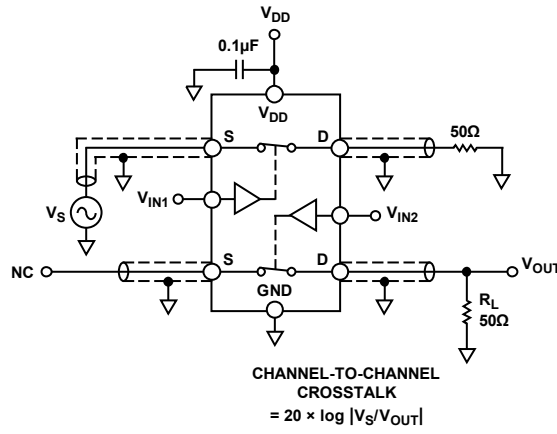 VDD
0.1µF
VDD
S
D
50Ω
VS
VIN1
VIN2
NC
S
D
VOUT
GND
RL
50Ω
CHANNEL-TO-CHANNEL
CROSSTALK
= 20 × log |VS/VOUT|